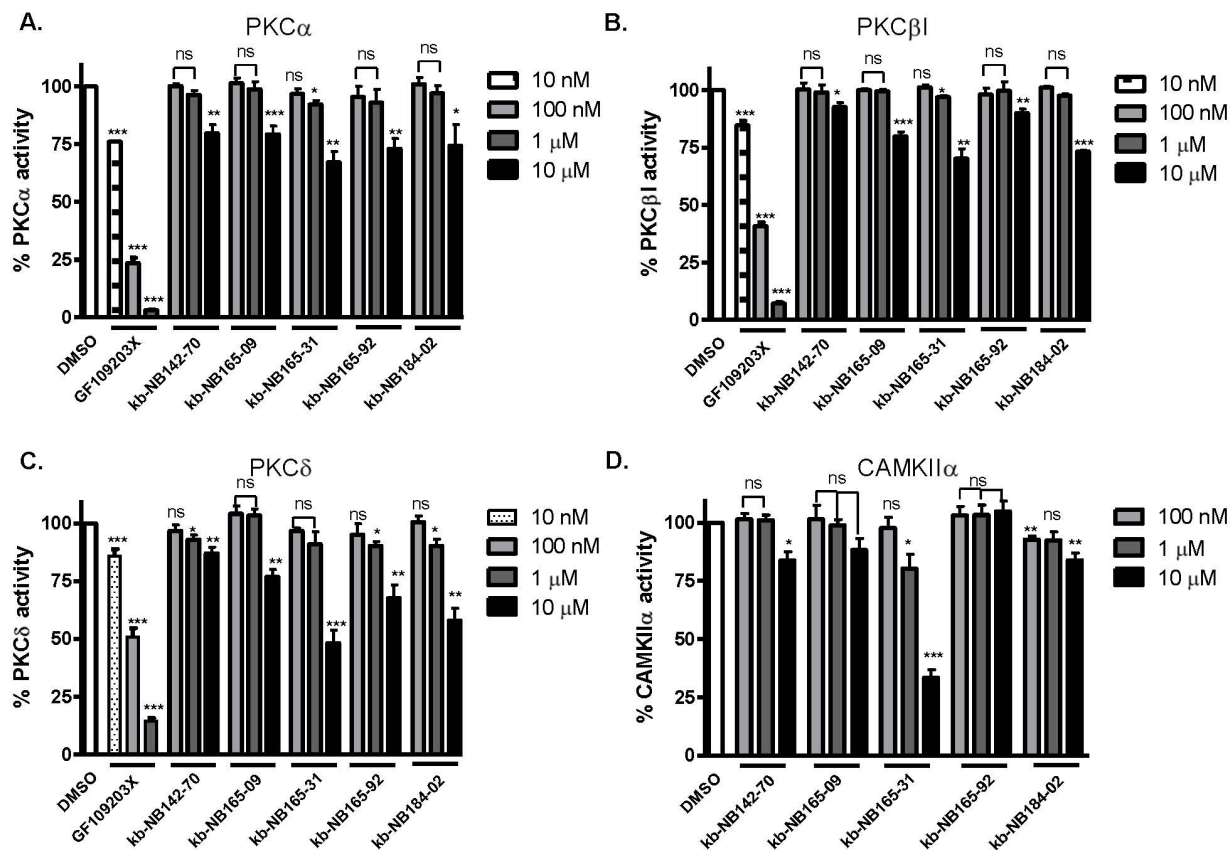 A.
PKCα
ns
ns
ns
*
ns
ns
***
***
***
**
***
**
**
*
100
75
50
25
0
% PKCα activity
10 nM
100 nM
1 μM
10 μM
DMSO
GF109203X
kb-NB142-70
kb-NB165-09
kb-NB165-31
kb-NB165-92
kb-NB184-02
B.
PKCβI
ns
ns
ns
*
ns
ns
***
***
***
*
***
**
**
***
100
75
50
25
0
% PKCβI activity
10 nM
100 nM
1 μM
10 μM
DMSO
GF109203X
kb-NB142-70
kb-NB165-09
kb-NB165-31
kb-NB165-92
kb-NB184-02
C.
PKCδ
***
***
***
ns
*
**
ns
**
ns
***
ns
*
**
ns
*
**
100
75
50
25
0
% PKCδ activity
10 nM
100 nM
1 μM
10 μM
DMSO
GF109203X
kb-NB142-70
kb-NB165-09
kb-NB165-31
kb-NB165-92
kb-NB184-02
D.
CAMKIIα
ns
*
ns
ns
*
***
ns
**
ns
**
100
75
50
25
0
% CAMKIIα activity
100 nM
1 μM
10 μM
DMSO
kb-NB142-70
kb-NB165-09
kb-NB165-31
kb-NB165-92
kb-NB184-02